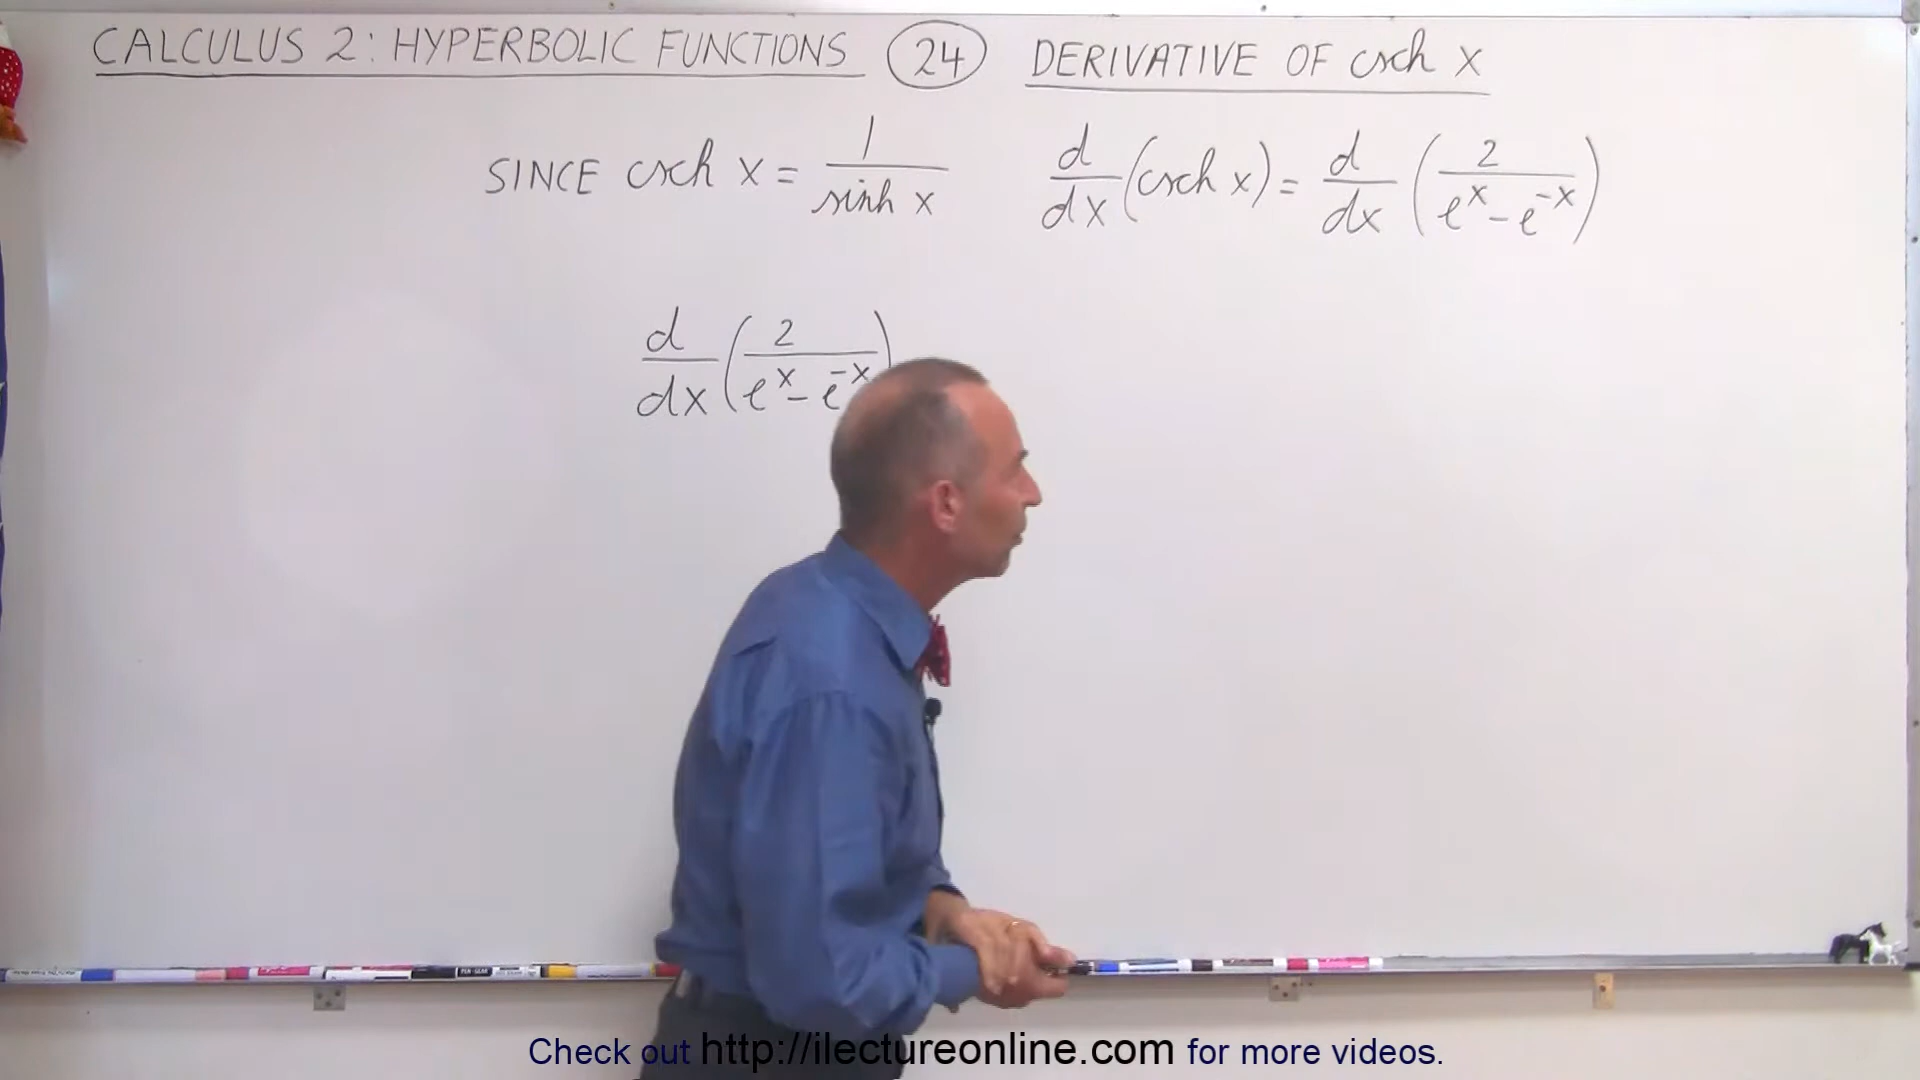 CALCULUS 2: HYPERBOLIC FUNCTIONS 24 DERIVATIVE OF csch x
SINCE csch x = 1/sinh x d/dx (csch x) = d/dx (2/(e^x - e^-x))
d/dx (2/(e^x - e^-x))
Check out http://ilectureonline.com for more videos.